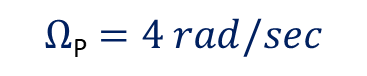 Ω_P = 4 rad/sec